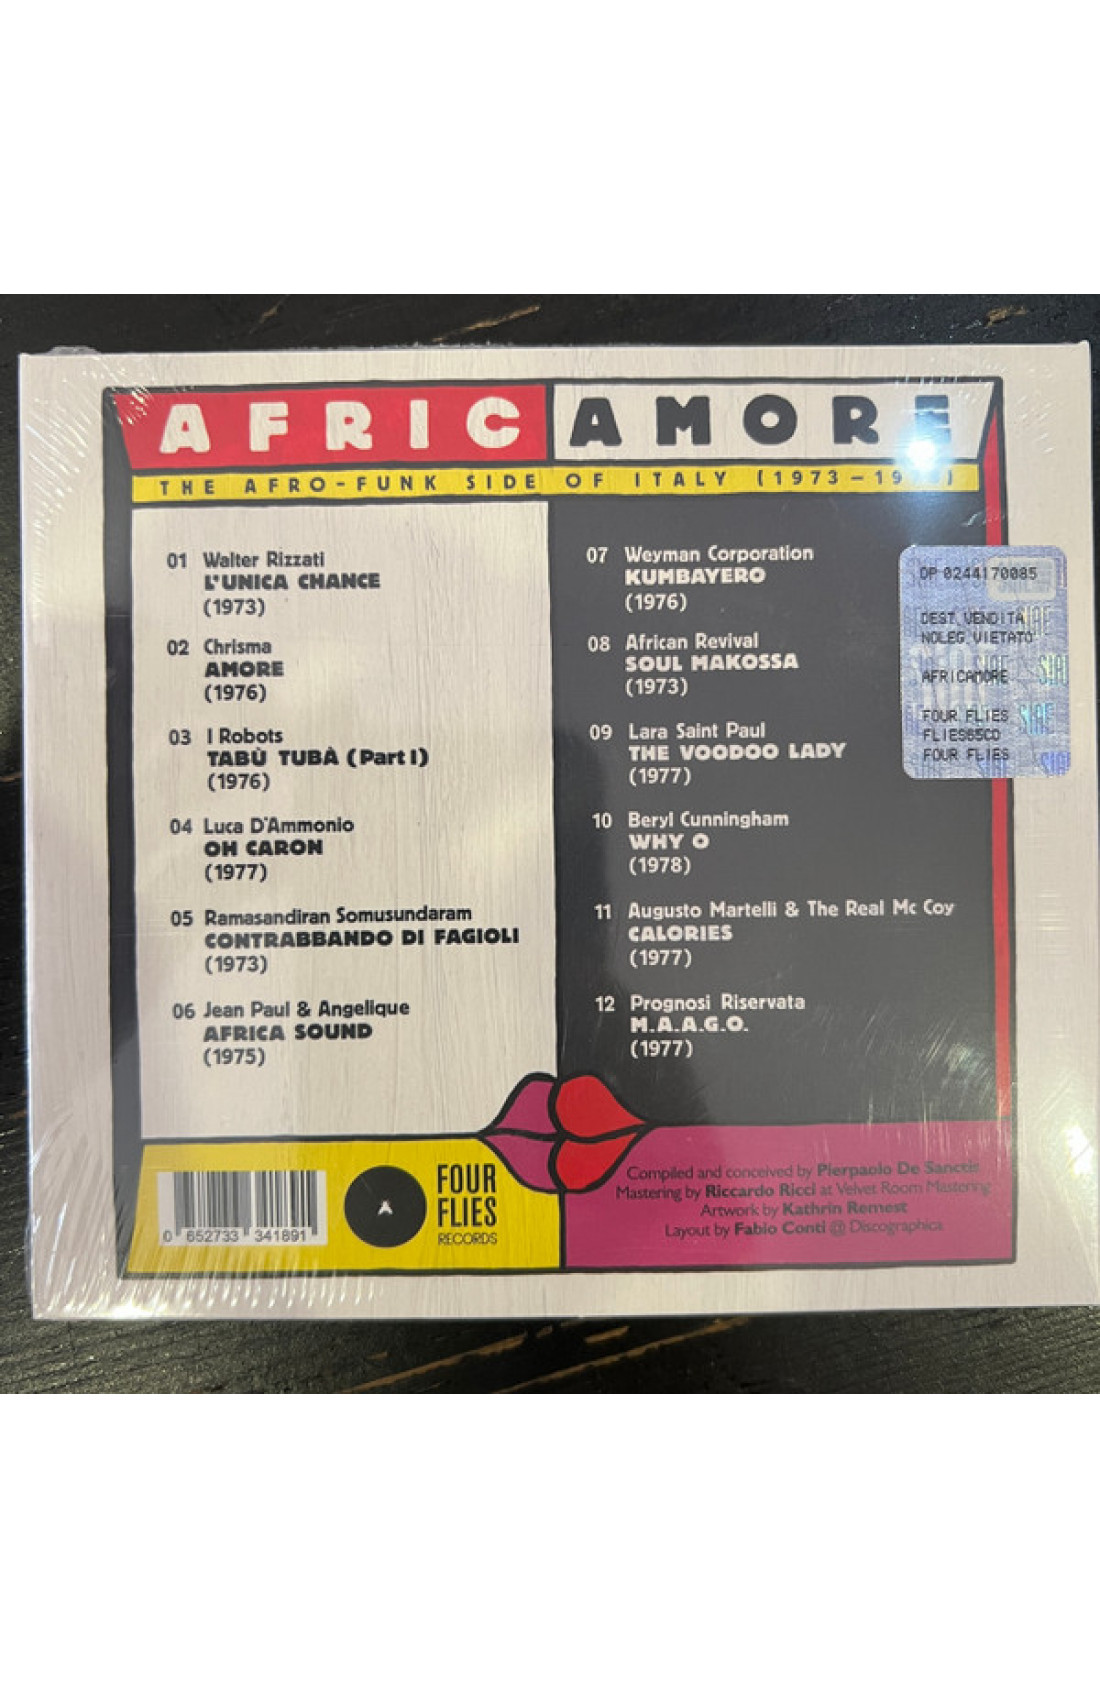 AFRICAMORE
THE AFRO-FUNK SIDE OF ITALY (1973-1978)
01 Walter Rizzati
L'UNICA CHANCE
(1973)
02 Chrisma
AMORE
(1976)
03 I Robots
TABÙ TUBÀ (Part I)
(1976)
04 Luca D'Ammonio
OH CARON
(1977)
05 Ramasandiran Somusundaram
CONTRABBANDO DI FAGIOLI
(1973)
06 Jean Paul & Angelique
AFRICA SOUND
(1975)
07 Weyman Corporation
KUMBAYERO
(1976)
08 African Revival
SOUL MAKOSSA
(1973)
09 Lara Saint Paul
THE VOODOO LADY
(1977)
10 Beryl Cunningham
WHY O
(1978)
11 Augusto Martelli & The Real Mc Coy
CALORIES
(1977)
12 Prognosi Riservata
M.A.A.G.O.
(1977)
OP 0244170085
DEST.VENDITA
NOLEG.VIETATO
AFRICAMORE
FOUR FLIES
FLIES65CD
FOUR FLIES
0 652733 341891
FOUR
FLIES
RECORDS
Compiled and conceived by Pierpaolo De Sanctis
Mastering by Riccardo Ricci at Velvet Room Mastering
Artwork by Kathrin Remest
Layout by Fabio Conti @ Discographica